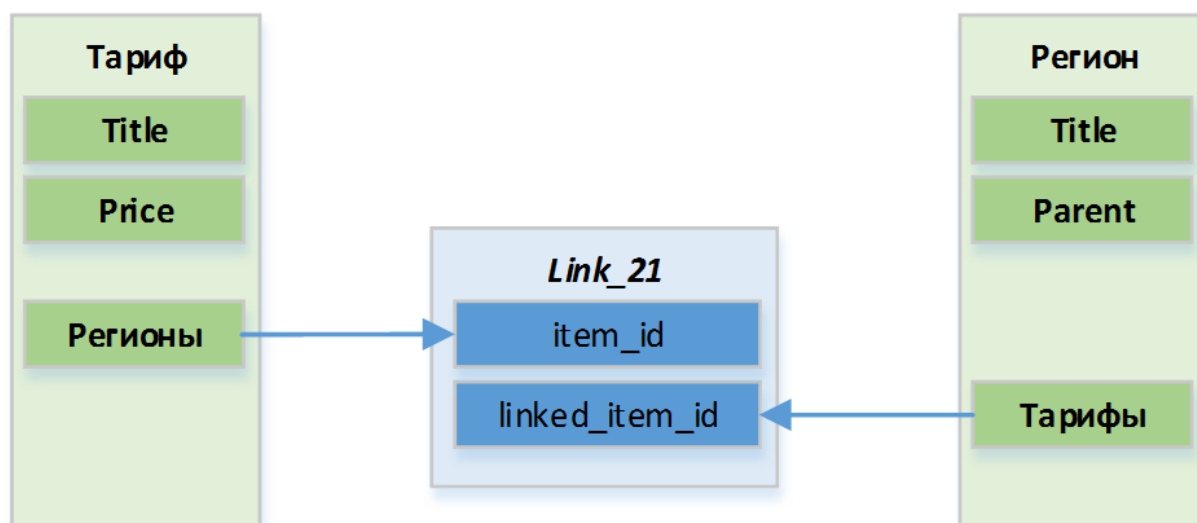 Тариф
Title
Price
Регионы
Link_21
item_id
linked_item_id
Регион
Title
Parent
Тарифы